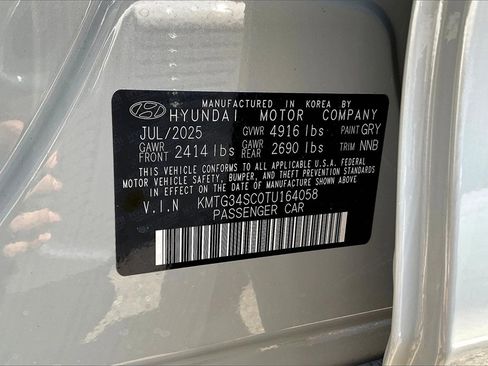 MANUFACTURED IN KOREA BY
HYUNDAI MOTOR COMPANY
JUL/2025 GVWR 4916 lbs PAINT GRY
GAWR FRONT 2414 lbs GAWR REAR 2690 lbs TRIM NNB
THIS VEHICLE CONFORMS TO ALL APPLICABLE U.S.A. FEDERAL
MOTOR VEHICLE SAFETY, BUMPER, AND THEFT PREVENTION
STANDARDS IN EFFECT ON THE DATE OF MANUFACTURE SHOWN ABOVE.
V.I.N KMTG34SC0TU164058
PASSENGER CAR